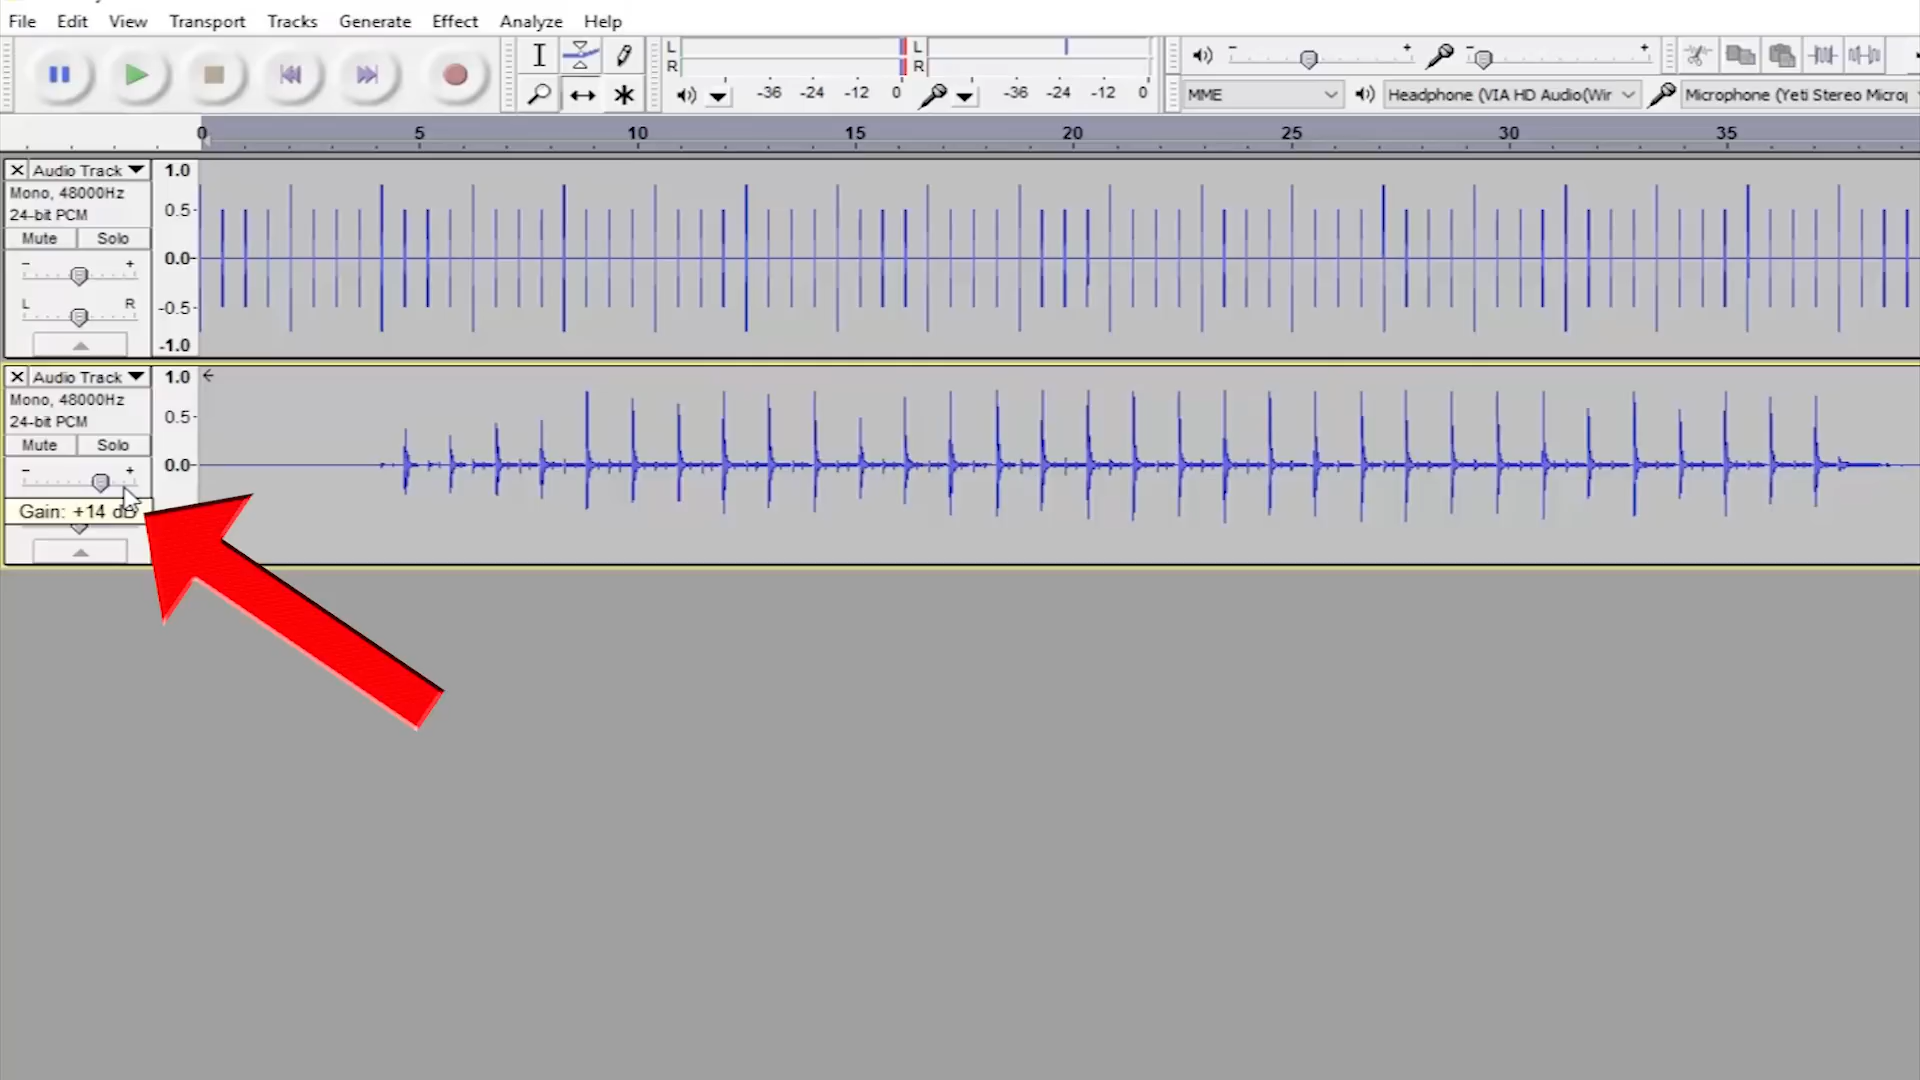 File Edit View Transport Tracks Generate Effect Analyze Help
L
R
-36 -24 -12 0
L
R
-36 -24 -12 0
- +
- +
MME
Headphone (VIA HD Audio(Wir
Microphone (Yeti Stereo Micro
0 5 10 15 20 25 30 35
X Audio Track
Mono, 48000Hz
24-bit PCM
Mute Solo
- +
L R
1.0
0.5
0.0
-0.5
-1.0
X Audio Track
Mono, 48000Hz
24-bit PCM
Mute Solo
- +
Gain: +14 dB
1.0
0.5
0.0